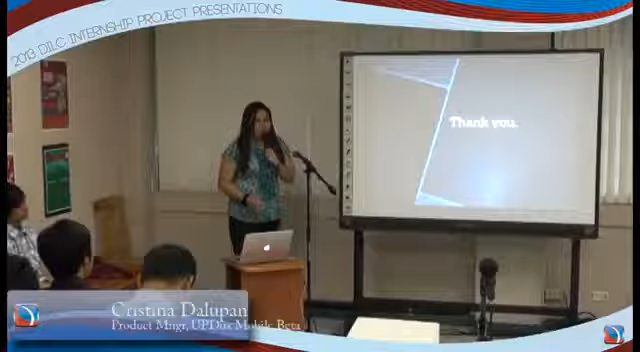 2013 DILC INTERNSHIP PROJECT PRESENTATIONS
Thank you.
Cristina Dalupan
Product Mngr, UPDux Mobile Beta